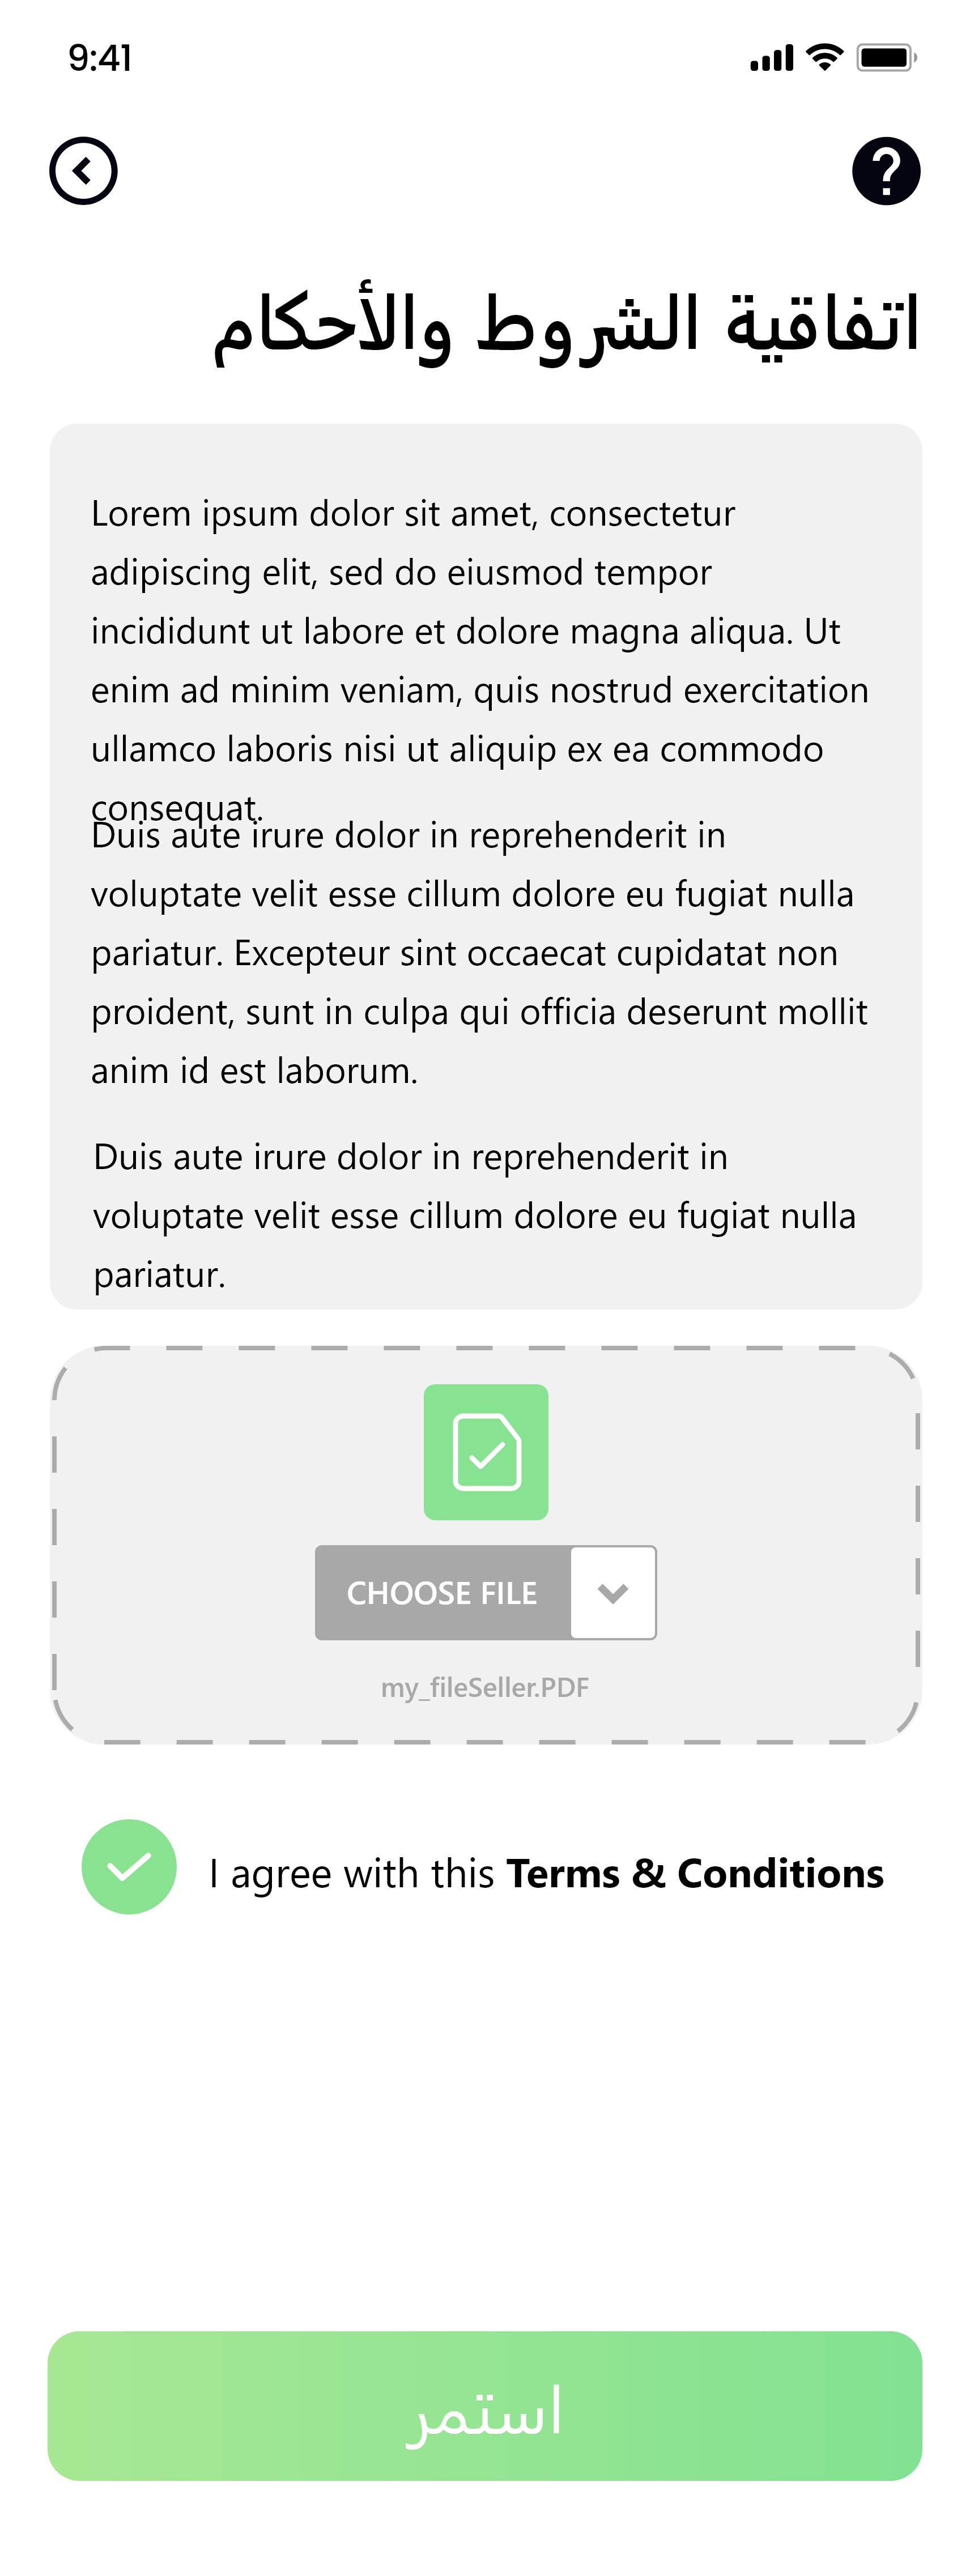 9:41
اتفاقية الشروط والأحكام
Lorem ipsum dolor sit amet, consectetur
adipiscing elit, sed do eiusmod tempor
incididunt ut labore et dolore magna aliqua. Ut
enim ad minim veniam, quis nostrud exercitation
ullamco laboris nisi ut aliquip ex ea commodo
consequat.
Duis aute irure dolor in reprehenderit in
voluptate velit esse cillum dolore eu fugiat nulla
pariatur. Excepteur sint occaecat cupidatat non
proident, sunt in culpa qui officia deserunt mollit
anim id est laborum.
Duis aute irure dolor in reprehenderit in
voluptate velit esse cillum dolore eu fugiat nulla
pariatur.
CHOOSE FILE
my_fileSeller.PDF
I agree with this Terms & Conditions
استمر